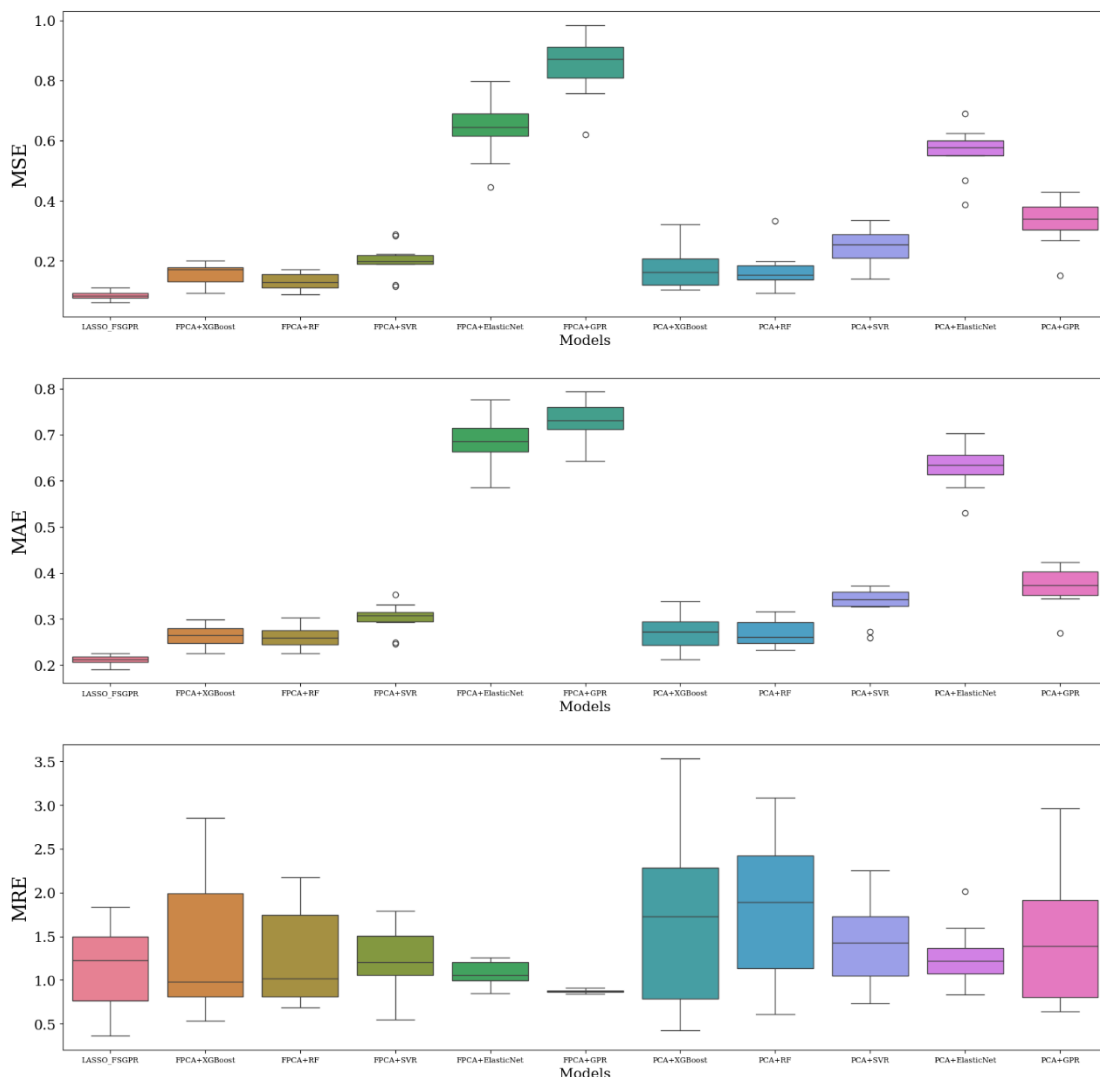 1.0
0.8
0.6
0.4
0.2
MSE
LASSO_FSGPR FPCA+XGBoost FPCA+RF FPCA+SVR FPCA+ElasticNet FPCA+GPR PCA+XGBoost PCA+RF PCA+SVR PCA+ElasticNet PCA+GPR
Models
0.8
0.7
0.6
0.5
0.4
0.3
0.2
MAE
LASSO_FSGPR FPCA+XGBoost FPCA+RF FPCA+SVR FPCA+ElasticNet FPCA+GPR PCA+XGBoost PCA+RF PCA+SVR PCA+ElasticNet PCA+GPR
Models
3.5
3.0
2.5
2.0
1.5
1.0
0.5
MRE
LASSO_FSGPR FPCA+XGBoost FPCA+RF FPCA+SVR FPCA+ElasticNet FPCA+GPR PCA+XGBoost PCA+RF PCA+SVR PCA+ElasticNet PCA+GPR
Models